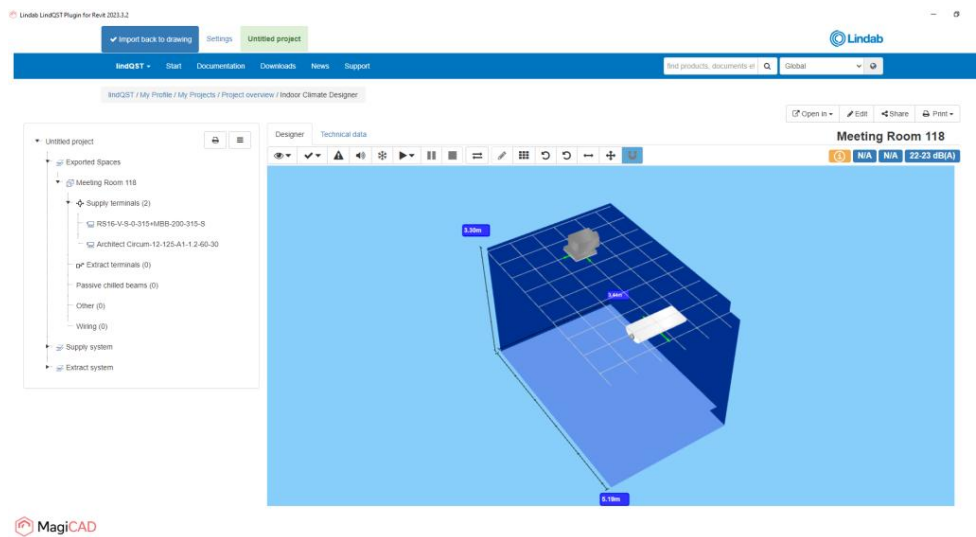 Lindab LindQST Plugin for Revit 2023.3.2
Import back to drawing Settings Untitled project
Lindab
lindQST Start Documentation Downloads News Support find products, documents et Global
lindQST / My Profile / My Projects / Project overview / Indoor Climate Designer
Open in Edit Share Print
Untitled project
Designer Technical data
Meeting Room 118
N/A N/A 22-23 dB(A)
Exported Spaces
Meeting Room 118
Supply terminals (2)
RS16-V-S-0-315+MBB-200-315-S
Architect Circum-12-125-A1-1.2-60-30
Extract terminals (0)
Passive chilled beams (0)
Other (0)
Wiring (0)
Supply system
Extract system
3.30m
5.19m
MagiCAD